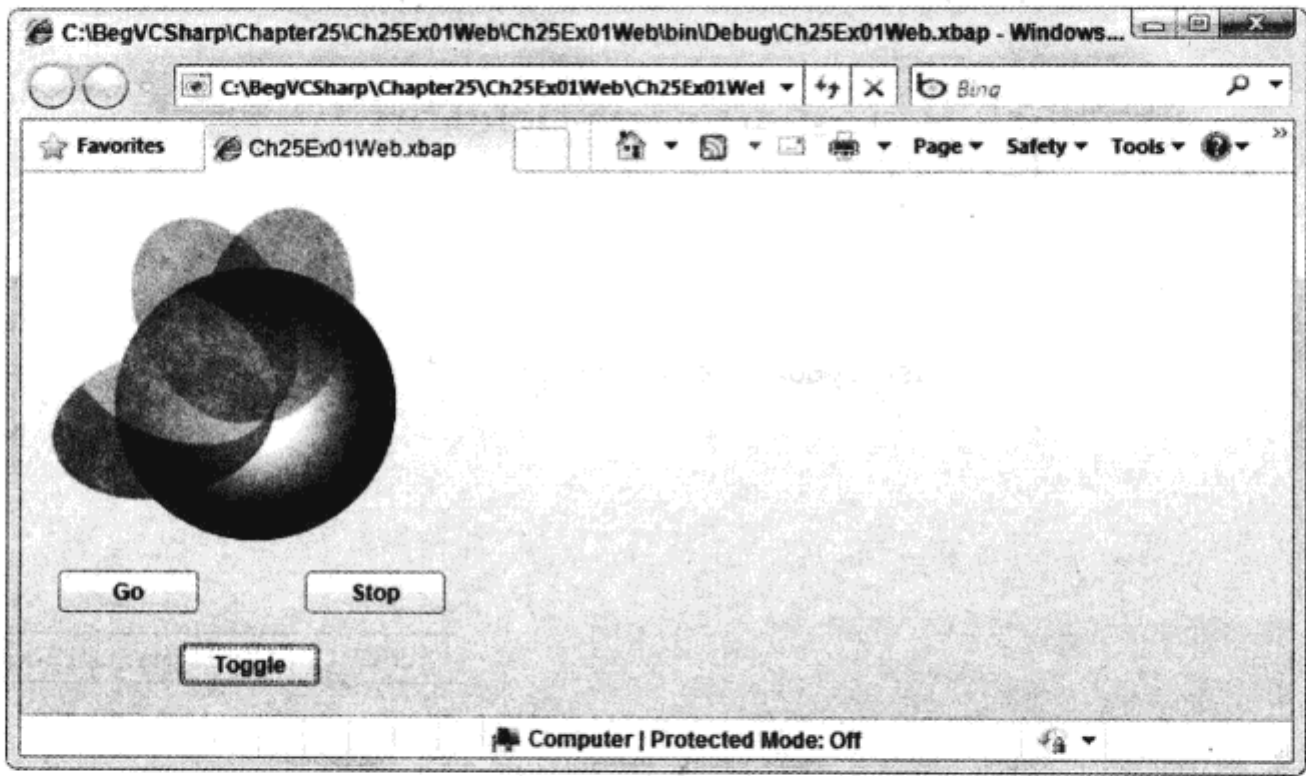 C:\BegVCSharp\Chapter25\Ch25Ex01Web\Ch25Ex01Web\bin\Debug\Ch25Ex01Web.xbap - Windows...
C:\BegVCSharp\Chapter25\Ch25Ex01Web\Ch25Ex01Wel
Bing
Favorites
Ch25Ex01Web.xbap
Page
Safety
Tools
Go
Stop
Toggle
Computer | Protected Mode: Off